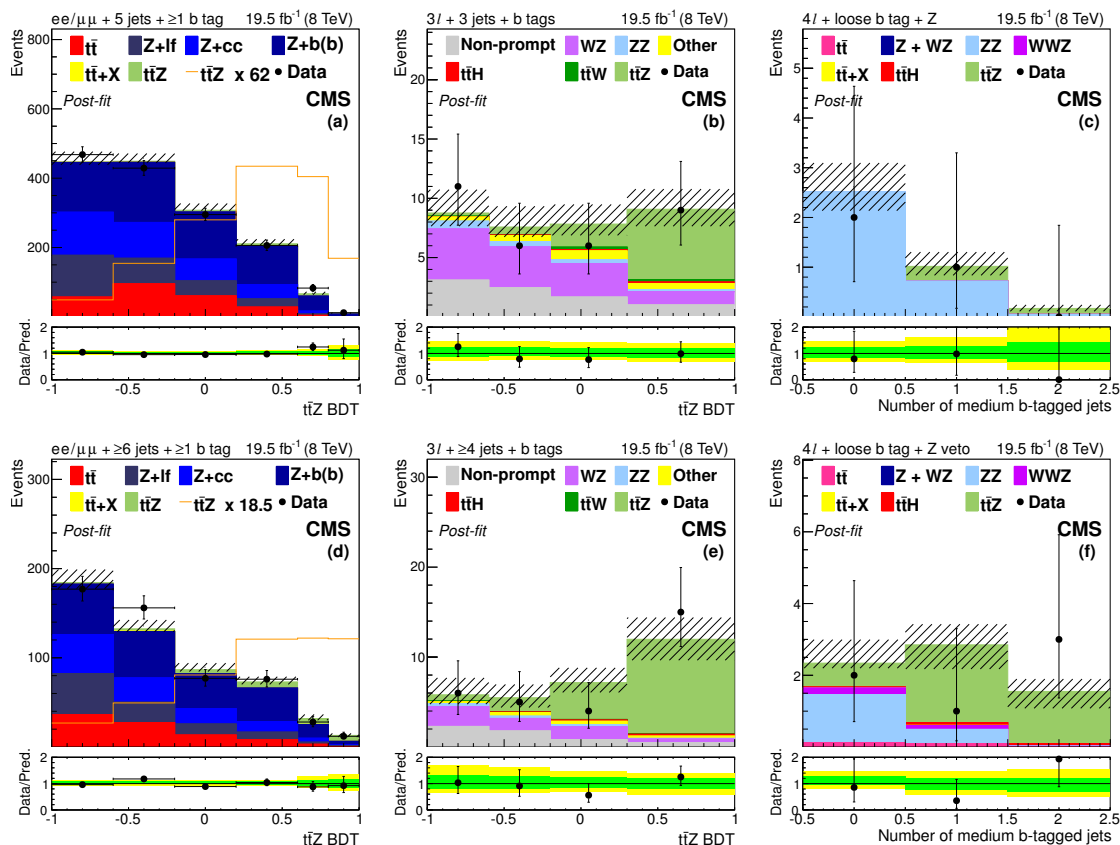 ee/μμ + 5 jets + ≥1 b tag 19.5 fb⁻¹ (8 TeV)
Events
tt̄ Z+lf Z+cc Z+b(b)
tt̄+X tt̄Z tt̄Z x 62 Data
Post-fit CMS
(a)
800
600
400
200
Data/Pred.
2
1
0
-1 -0.5 0 0.5 1
tt̄Z BDT
3l + 3 jets + b tags 19.5 fb⁻¹ (8 TeV)
Events
Non-prompt WZ ZZ Other
tt̄H tt̄W tt̄Z Data
Post-fit CMS
(b)
20
15
10
5
Data/Pred.
2
1
0
-1 -0.5 0 0.5 1
tt̄Z BDT
4l + loose b tag + Z 19.5 fb⁻¹ (8 TeV)
Events
tt̄ Z + WZ ZZ WWZ
tt̄+X tt̄H tt̄Z Data
Post-fit CMS
(c)
5
4
3
2
1
0
Data/Pred.
2
1
0
-0.5 0 0.5 1 1.5 2 2.5
Number of medium b-tagged jets
ee/μμ + ≥6 jets + ≥1 b tag 19.5 fb⁻¹ (8 TeV)
Events
tt̄ Z+lf Z+cc Z+b(b)
tt̄+X tt̄Z tt̄Z x 18.5 Data
Post-fit CMS
(d)
300
200
100
Data/Pred.
2
1
0
-1 -0.5 0 0.5 1
tt̄Z BDT
3l + ≥4 jets + b tags 19.5 fb⁻¹ (8 TeV)
Events
Non-prompt WZ ZZ Other
tt̄H tt̄W tt̄Z Data
Post-fit CMS
(e)
30
20
10
0
Data/Pred.
2
1
0
-1 -0.5 0 0.5 1
tt̄Z BDT
4l + loose b tag + Z veto 19.5 fb⁻¹ (8 TeV)
Events
tt̄ Z + WZ ZZ WWZ
tt̄+X tt̄H tt̄Z Data
Post-fit CMS
(f)
8
6
4
2
0
Data/Pred.
2
1
0
-0.5 0 0.5 1 1.5 2 2.5
Number of medium b-tagged jets